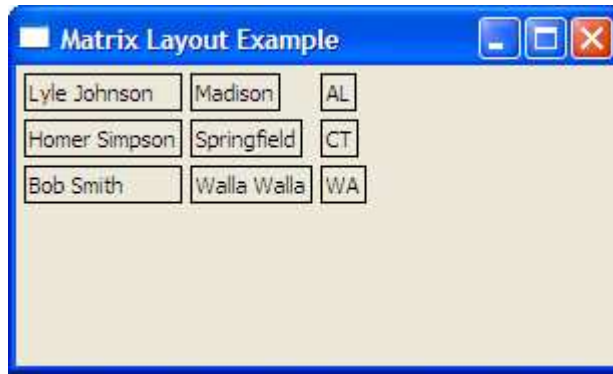 Matrix Layout Example
Lyle Johnson Madison AL
Homer Simpson Springfield CT
Bob Smith Walla Walla WA